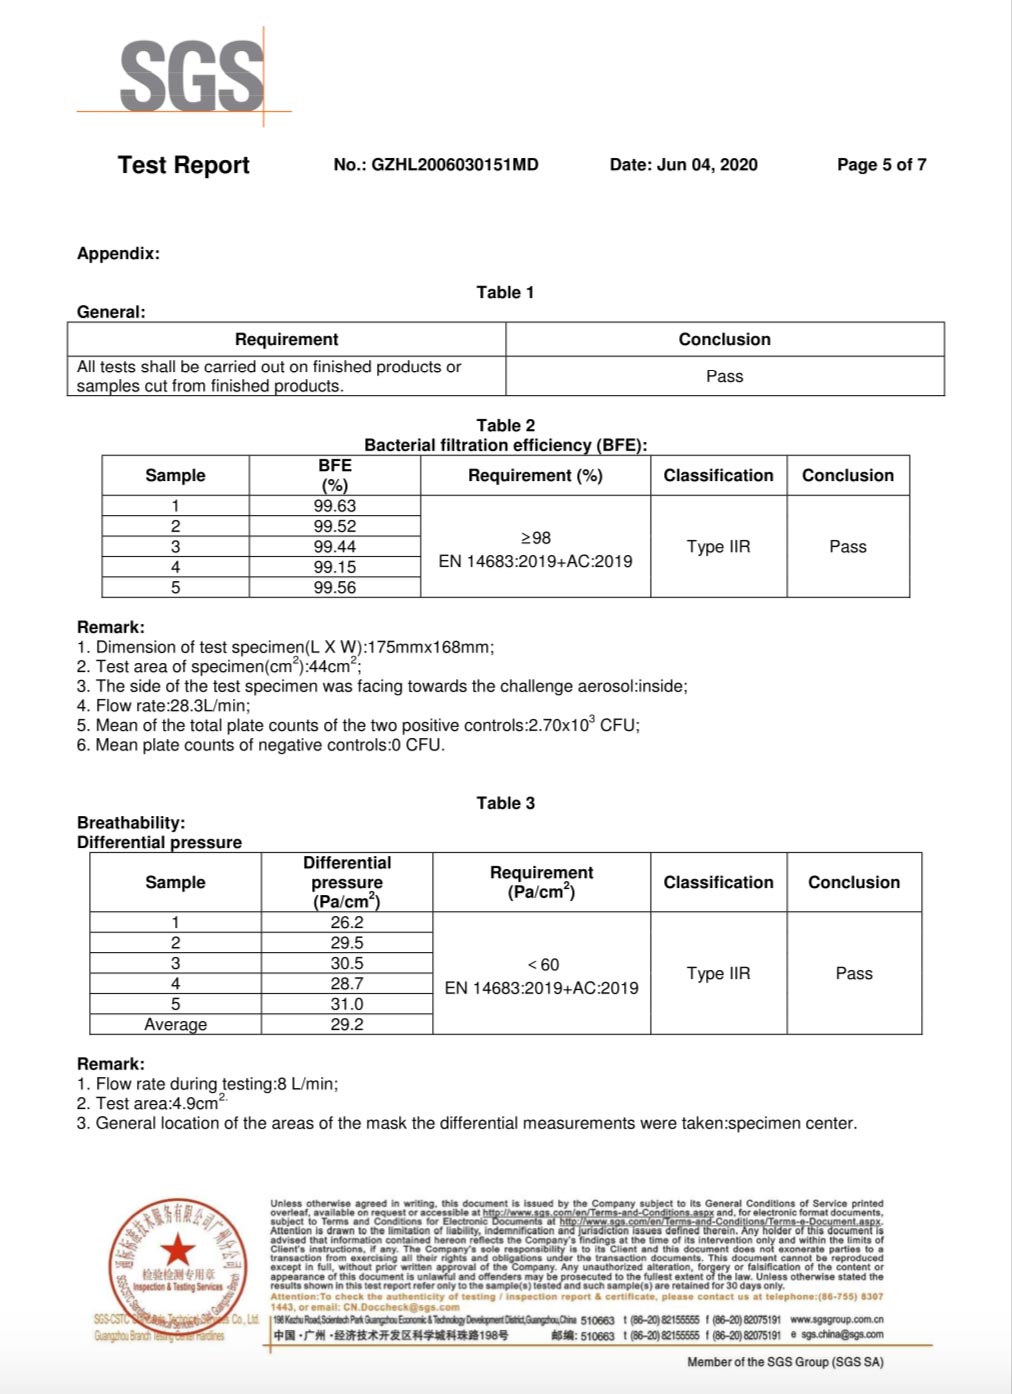 SGS
Test Report No.: GZHL2006030151MD Date: Jun 04, 2020 Page 5 of 7
Appendix:
Table 1
General:
Requirement Conclusion
All tests shall be carried out on finished products or
samples cut from finished products.
Pass
Table 2
Bacterial filtration efficiency (BFE):
Sample BFE (%) Requirement (%) Classification Conclusion
1 99.63
2 99.52
3 99.44
4 99.15
5 99.56
≥98
EN 14683:2019+AC:2019
Type IIR Pass
Remark:
1. Dimension of test specimen(L X W):175mmx168mm;
2. Test area of specimen(cm²):44cm²;
3. The side of the test specimen was facing towards the challenge aerosol:inside;
4. Flow rate:28.3L/min;
5. Mean of the total plate counts of the two positive controls:2.70x10³ CFU;
6. Mean plate counts of negative controls:0 CFU.
Table 3
Breathability:
Differential pressure
Sample Differential pressure (Pa/cm²) Requirement (Pa/cm²) Classification Conclusion
1 26.2
2 29.5
3 30.5
4 28.7
5 31.0
Average 29.2
< 60
EN 14683:2019+AC:2019
Type IIR Pass
Remark:
1. Flow rate during testing:8 L/min;
2. Test area:4.9cm².
3. General location of the areas of the mask the differential measurements were taken:specimen center.
检验检测专用章
Inspection & Testing Services
SGS-CSTC Co., Ltd.
Guangzhou Branch Testing Center Hardlines
Unless otherwise agreed in writing, this document is issued by the Company subject to its General Conditions of Service printed
overleaf, available on request or accessible at http://www.sgs.com/en/Terms-and-Conditions.aspx and, for electronic format documents,
subject to Terms and Conditions for Electronic Documents at http://www.sgs.com/en/Terms-and-Conditions/Terms-e-Document.aspx.
Attention is drawn to the limitation of liability, indemnification and jurisdiction issues defined therein. Any holder of this document is
advised that information contained hereon reflects the Company's findings at the time of its intervention only and within the limits of
Client's instructions, if any. The Company's sole responsibility is to its Client and this document does not exonerate parties to a
transaction from exercising all their rights and obligations under the transaction documents. This document cannot be reproduced
except in full, without prior written approval of the Company. Any unauthorized alteration, forgery or falsification of the content or
appearance of this document is unlawful and offenders may be prosecuted to the fullest extent of the law. Unless otherwise stated the
results shown in this test report refer only to the sample(s) tested and such sample(s) are retained for 30 days only.
Attention:To check the authenticity of testing / inspection report & certificate, please contact us at telephone:(86-755) 8307
1443, or email: CN.Doccheck@sgs.com
198 Kezhu Road,Scientech Park Guangzhou Economic & Technology Development District,Guangzhou,China 510663 t (86-20) 82155555 f (86-20) 82075191 www.sgsgroup.com.cn
中国 · 广州 · 经济技术开发区科学城科珠路198号 邮编: 510663 t (86-20) 82155555 f (86-20) 82075191 e sgs.china@sgs.com
Member of the SGS Group (SGS SA)